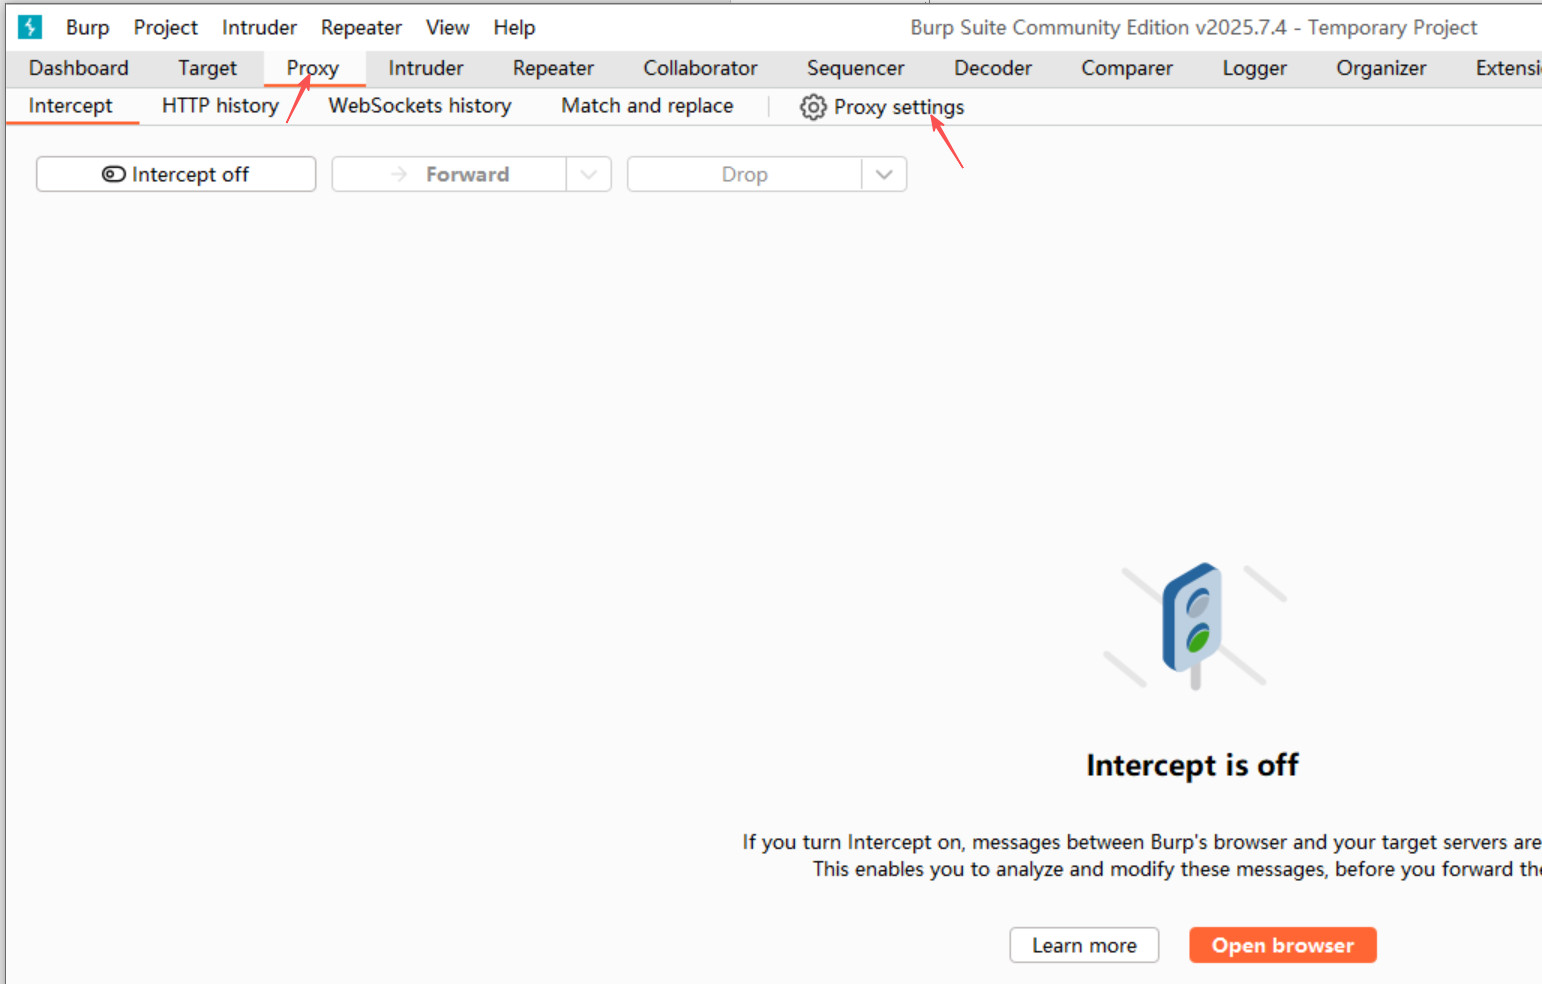 Burp Project Intruder Repeater View Help Burp Suite Community Edition v2025.7.4 - Temporary Project
Dashboard Target Proxy Intruder Repeater Collaborator Sequencer Decoder Comparer Logger Organizer Extensi
Intercept HTTP history WebSockets history Match and replace Proxy settings
Intercept off Forward Drop
Intercept is off
If you turn Intercept on, messages between Burp's browser and your target servers are
This enables you to analyze and modify these messages, before you forward the
Learn more Open browser